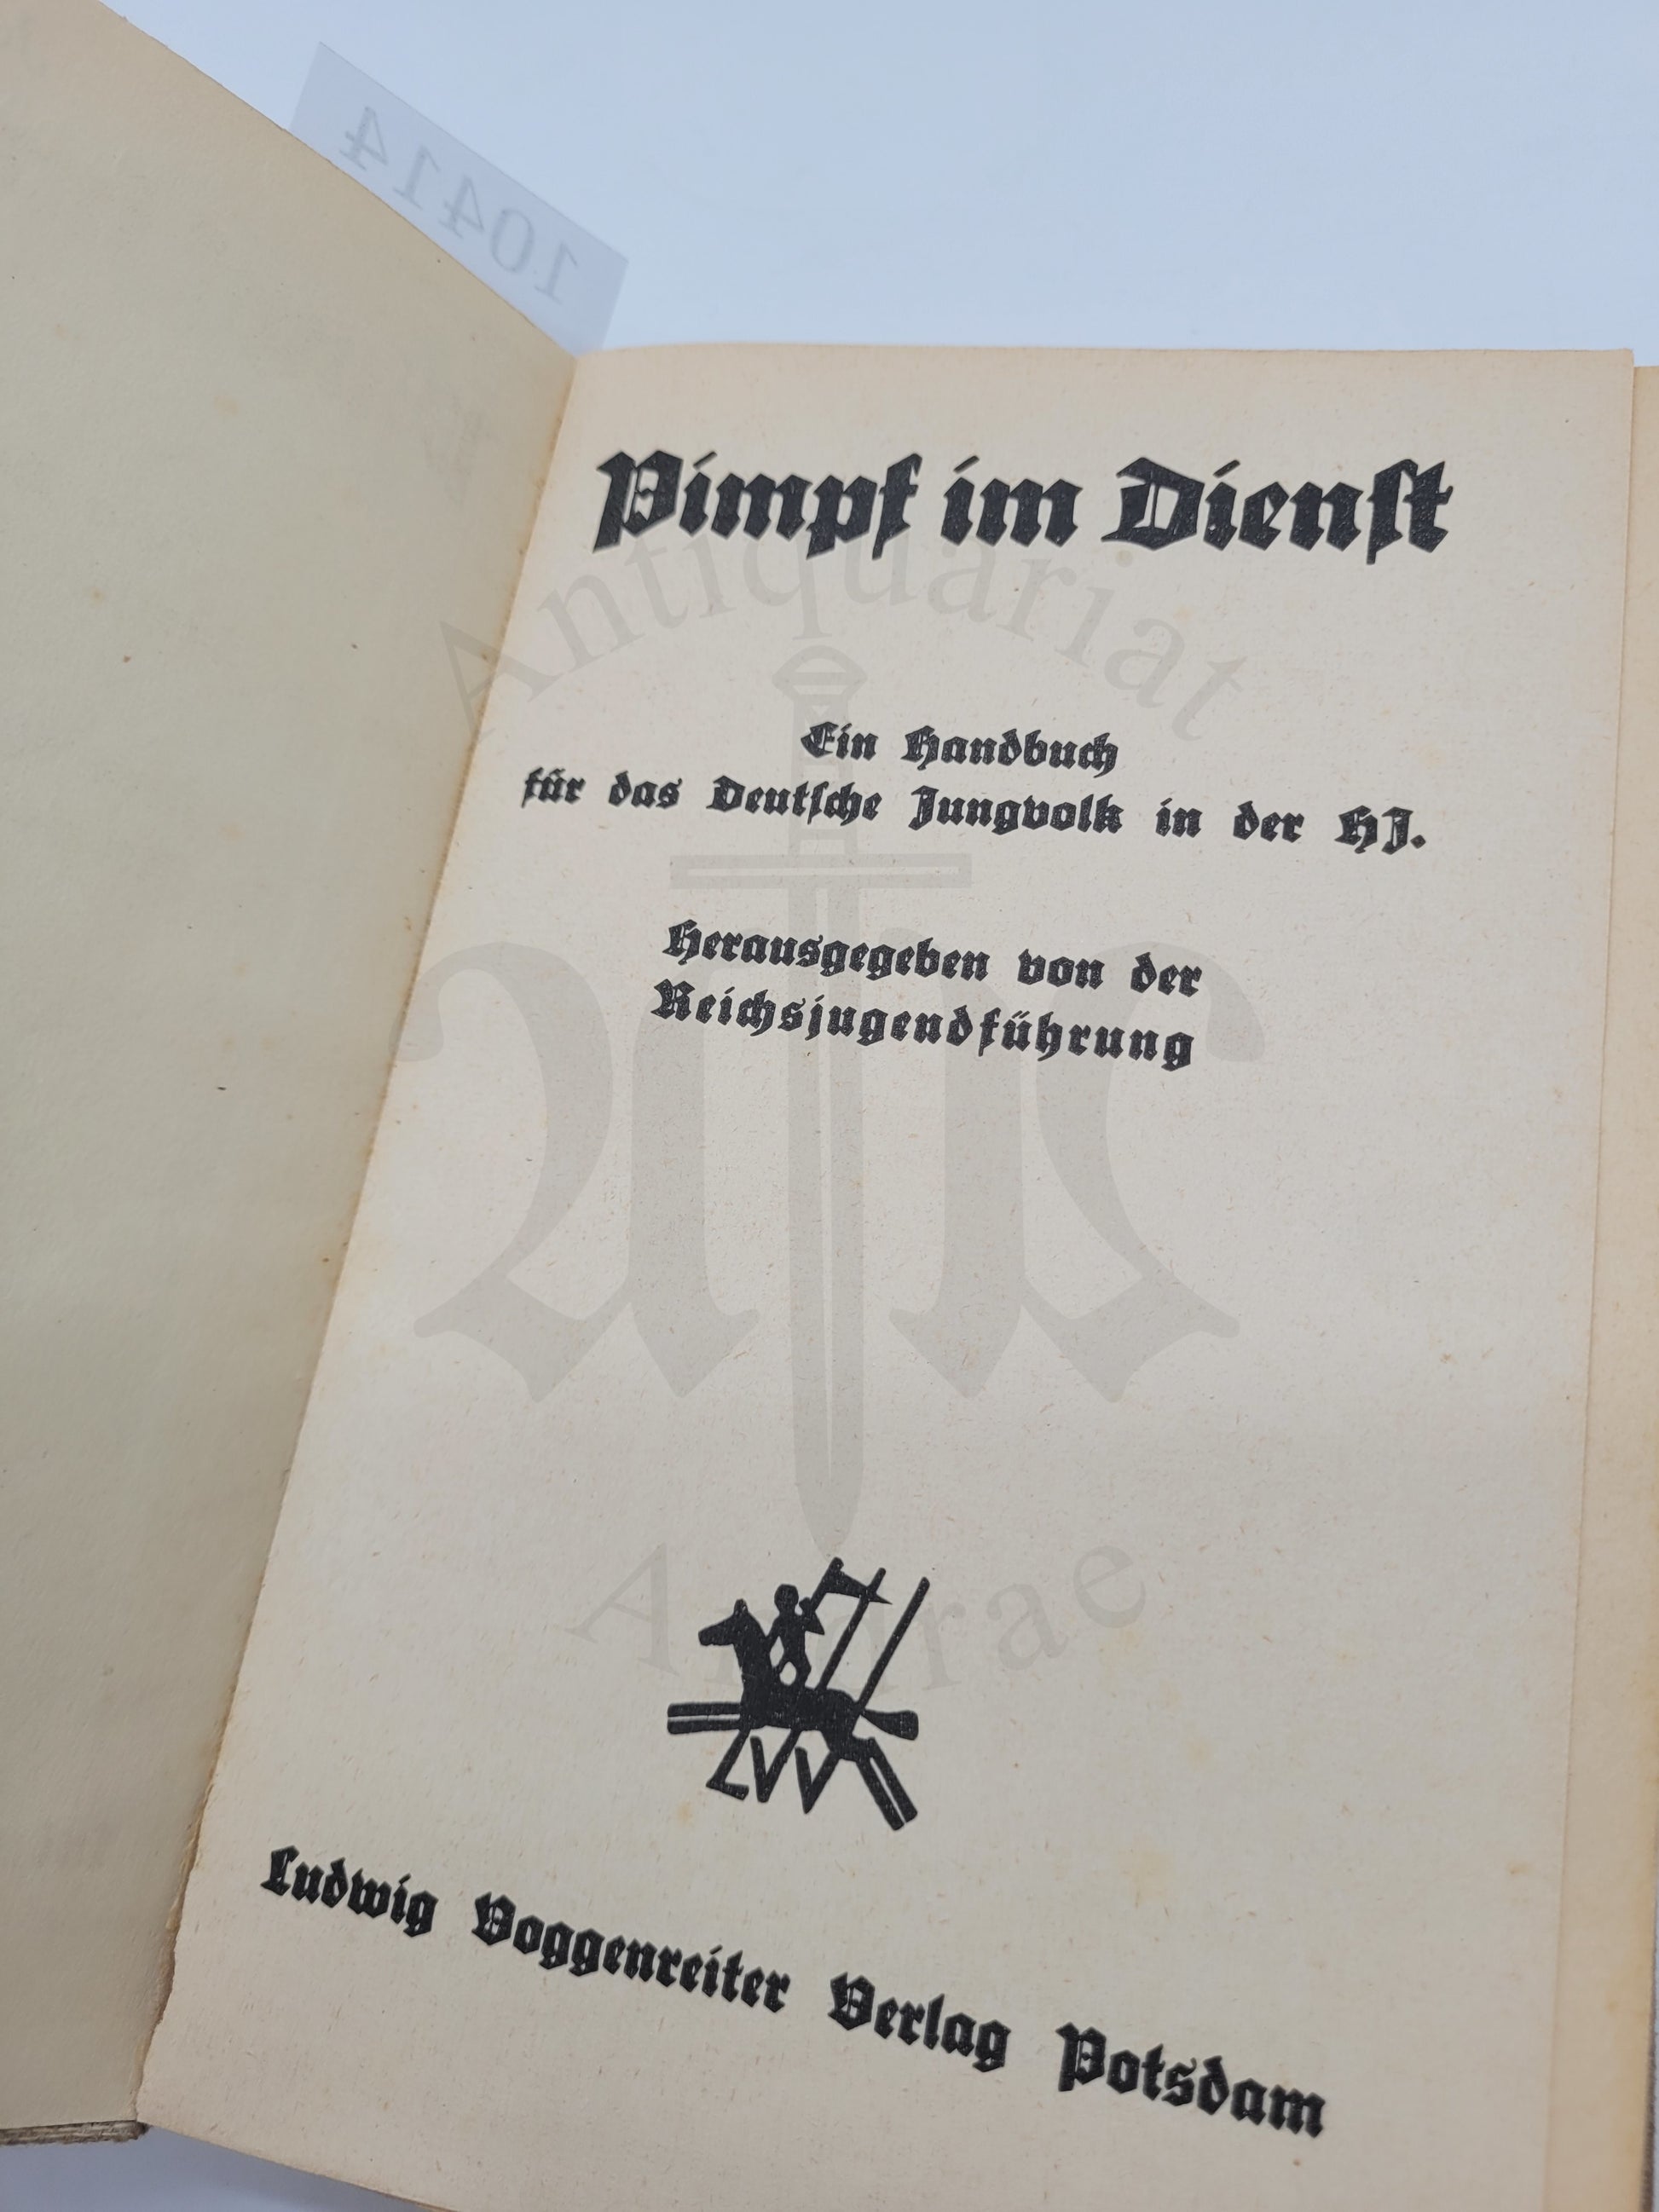 10414
Pimpf im Dienst
Antiquariat
Ein Handbuch
für das Deutsche Jungvolk in der HJ.
Herausgegeben von der
Reichsjugendführung
LVV
Ludwig Voggenreiter Verlag Potsdam